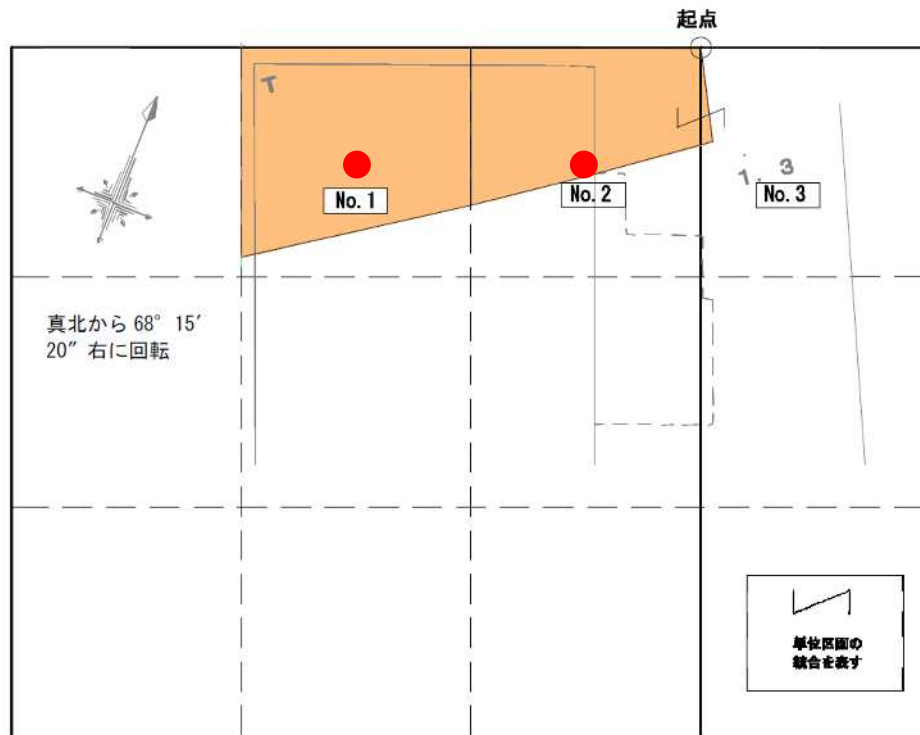 起点
T
No. 1
No. 2
1. 3
No. 3
真北から 68° 15′
20″ 右に回転
単位区画の
統合を表す